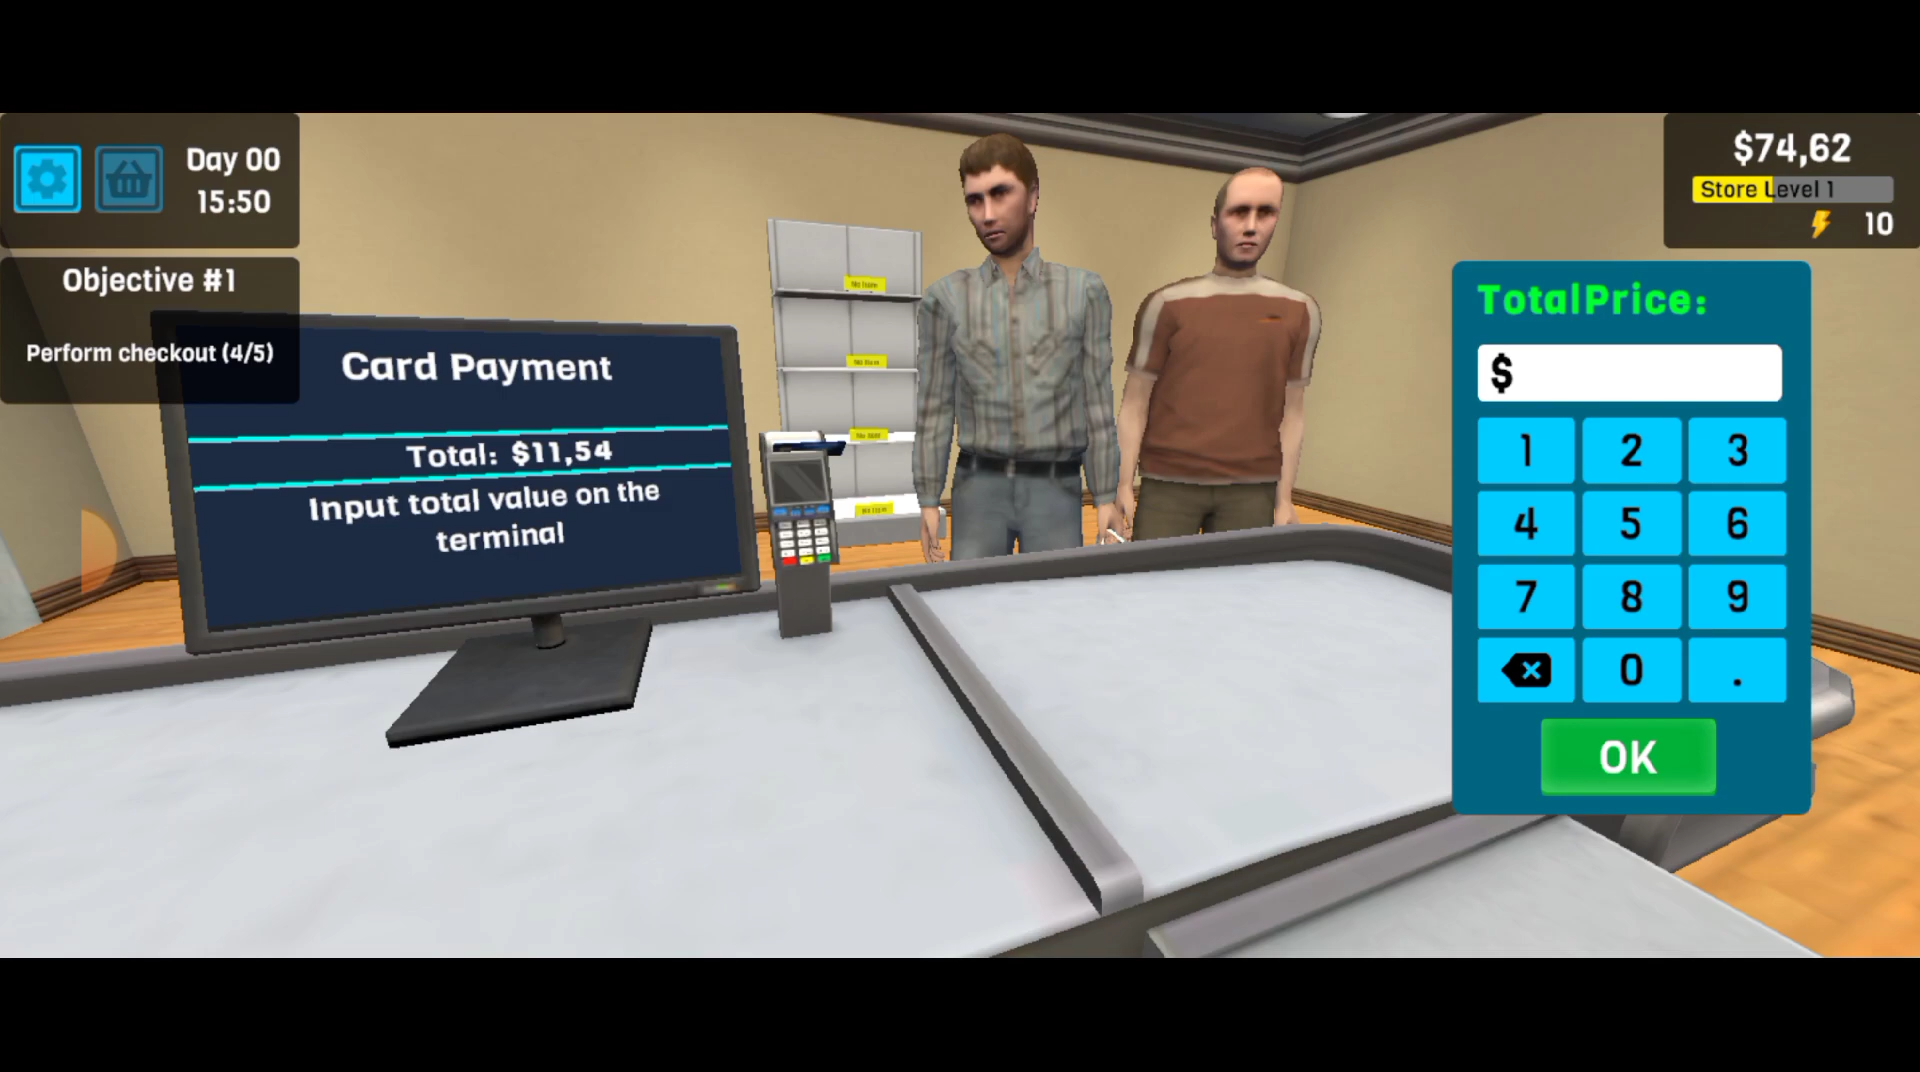 Day 00
15:50
Objective #1
Perform checkout (4/5)
Card Payment
Total: $11,54
Input total value on the
terminal
No Item
$74,62
Store Level 1
10
TotalPrice:
$
1 2 3
4 5 6
7 8 9
0 .
OK